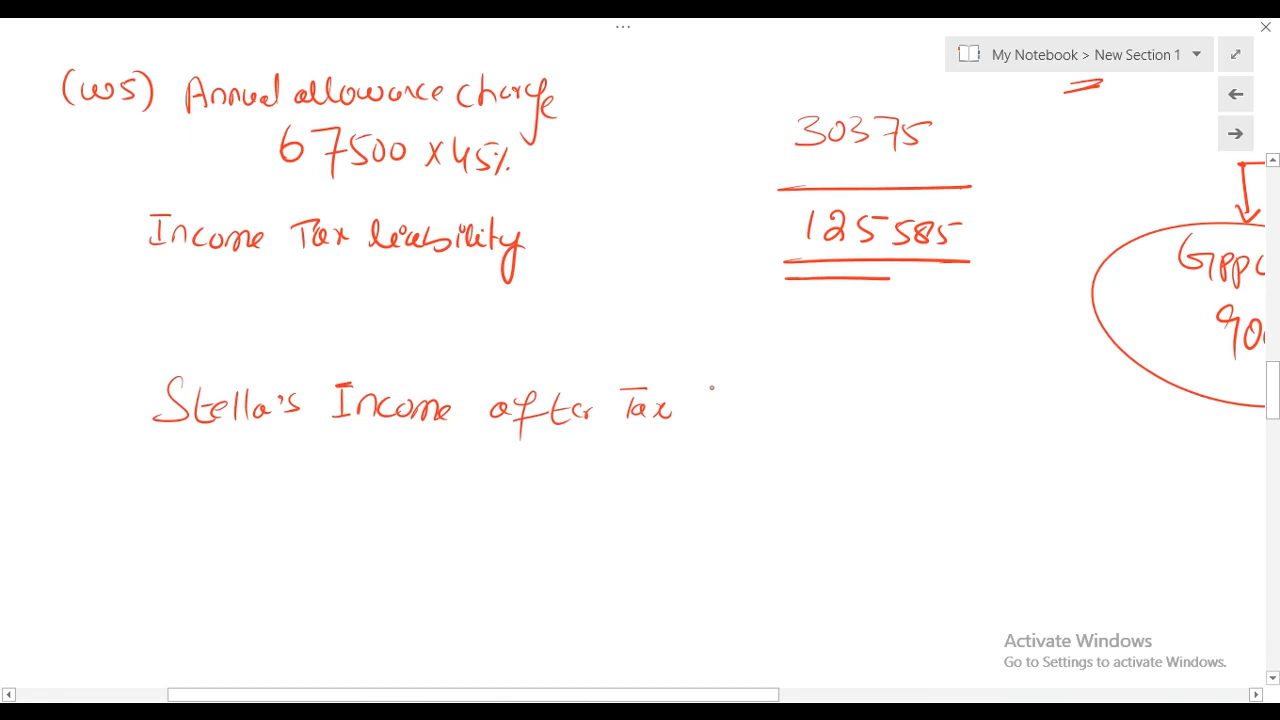 My Notebook > New Section 1
(W5) Annual allowance charge
67500 x 45%
30375
Income Tax liability
125585
Stella's Income after Tax
Activate Windows
Go to Settings to activate Windows.